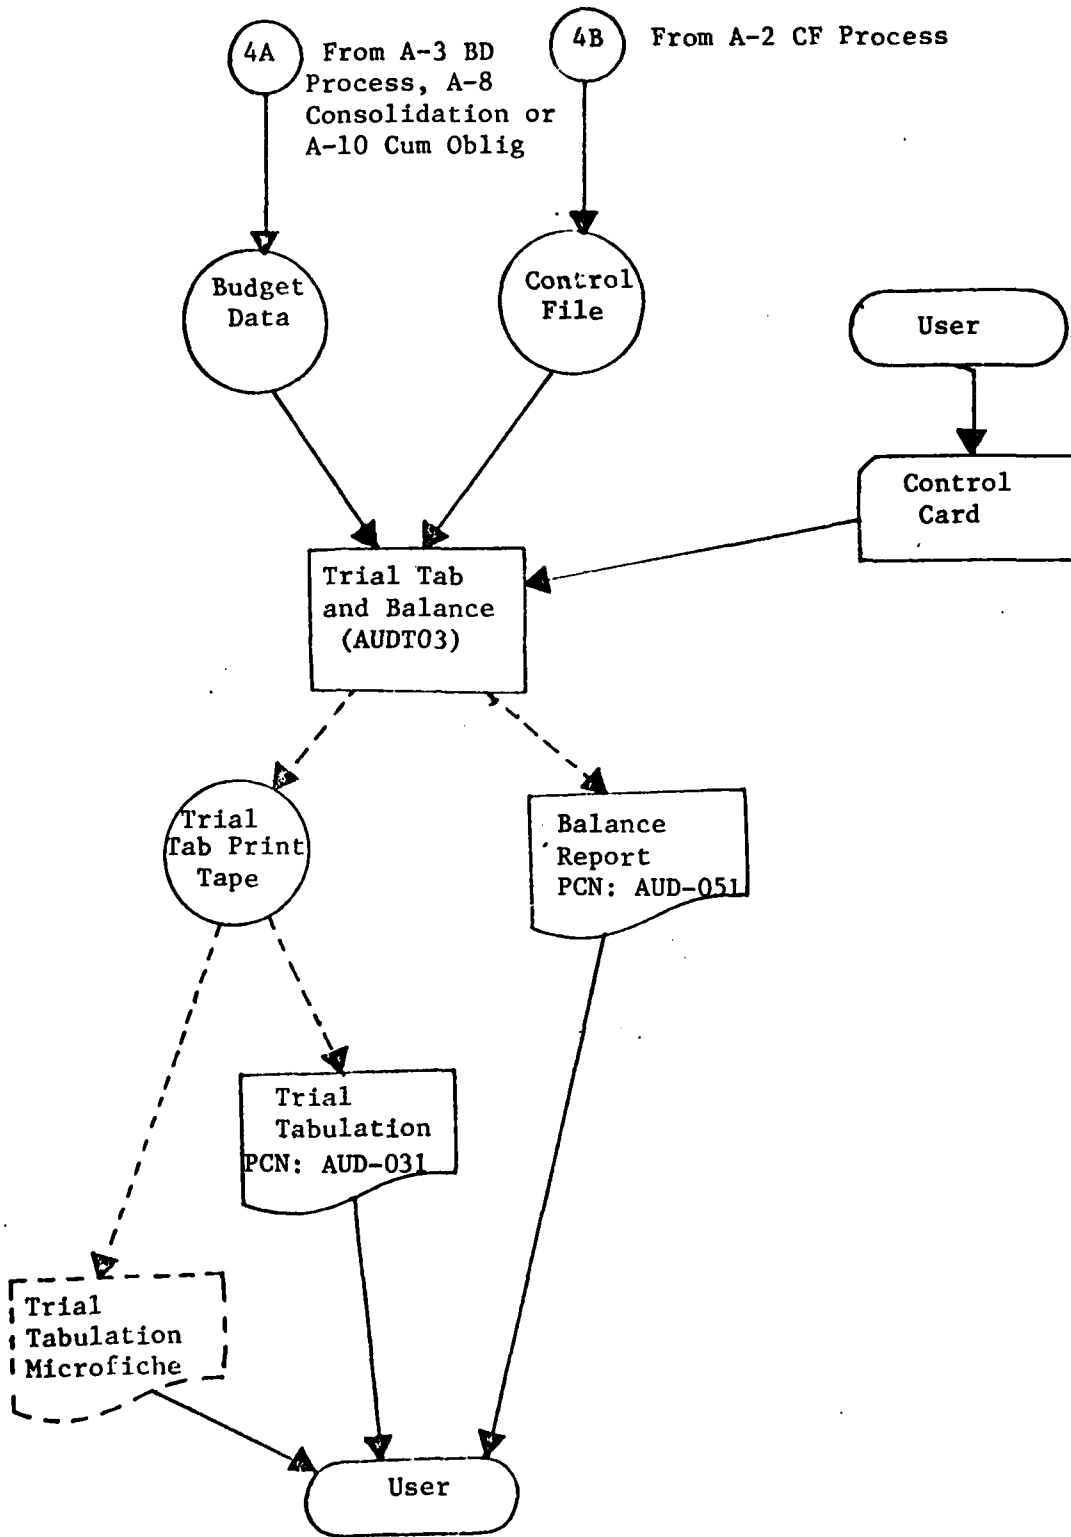 4A
From A-3 BD
Process, A-8
Consolidation or
A-10 Cum Oblig
4B
From A-2 CF Process
Budget
Data
Control
File
User
Control
Card
Trial Tab
and Balance
(AUDT03)
Trial
Tab Print
Tape
Balance
Report
PCN: AUD-051
Trial
Tabulation
PCN: AUD-031
Trial
Tabulation
Microfiche
User